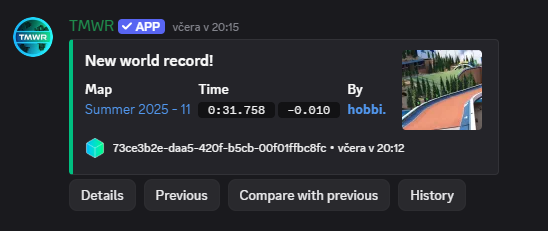 TMWR
TMWR ✓ APP včera v 20:15
New world record!
Map Time By
Summer 2025 - 11 0:31.758 -0.010 hobbi.
73ce3b2e-daa5-420f-b5cb-00f01ffbc8fc • včera v 20:12
Details Previous Compare with previous History